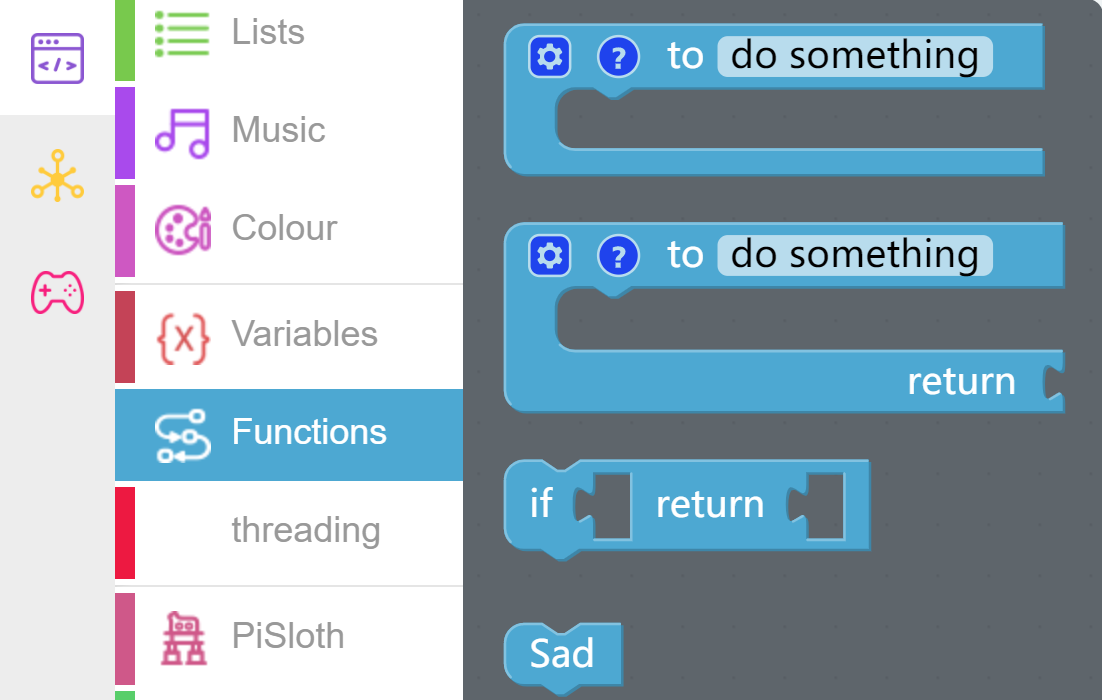 Lists
Music
Colour
Variables
Functions
threading
PiSloth
? to do something
? to do something
return
if return
Sad